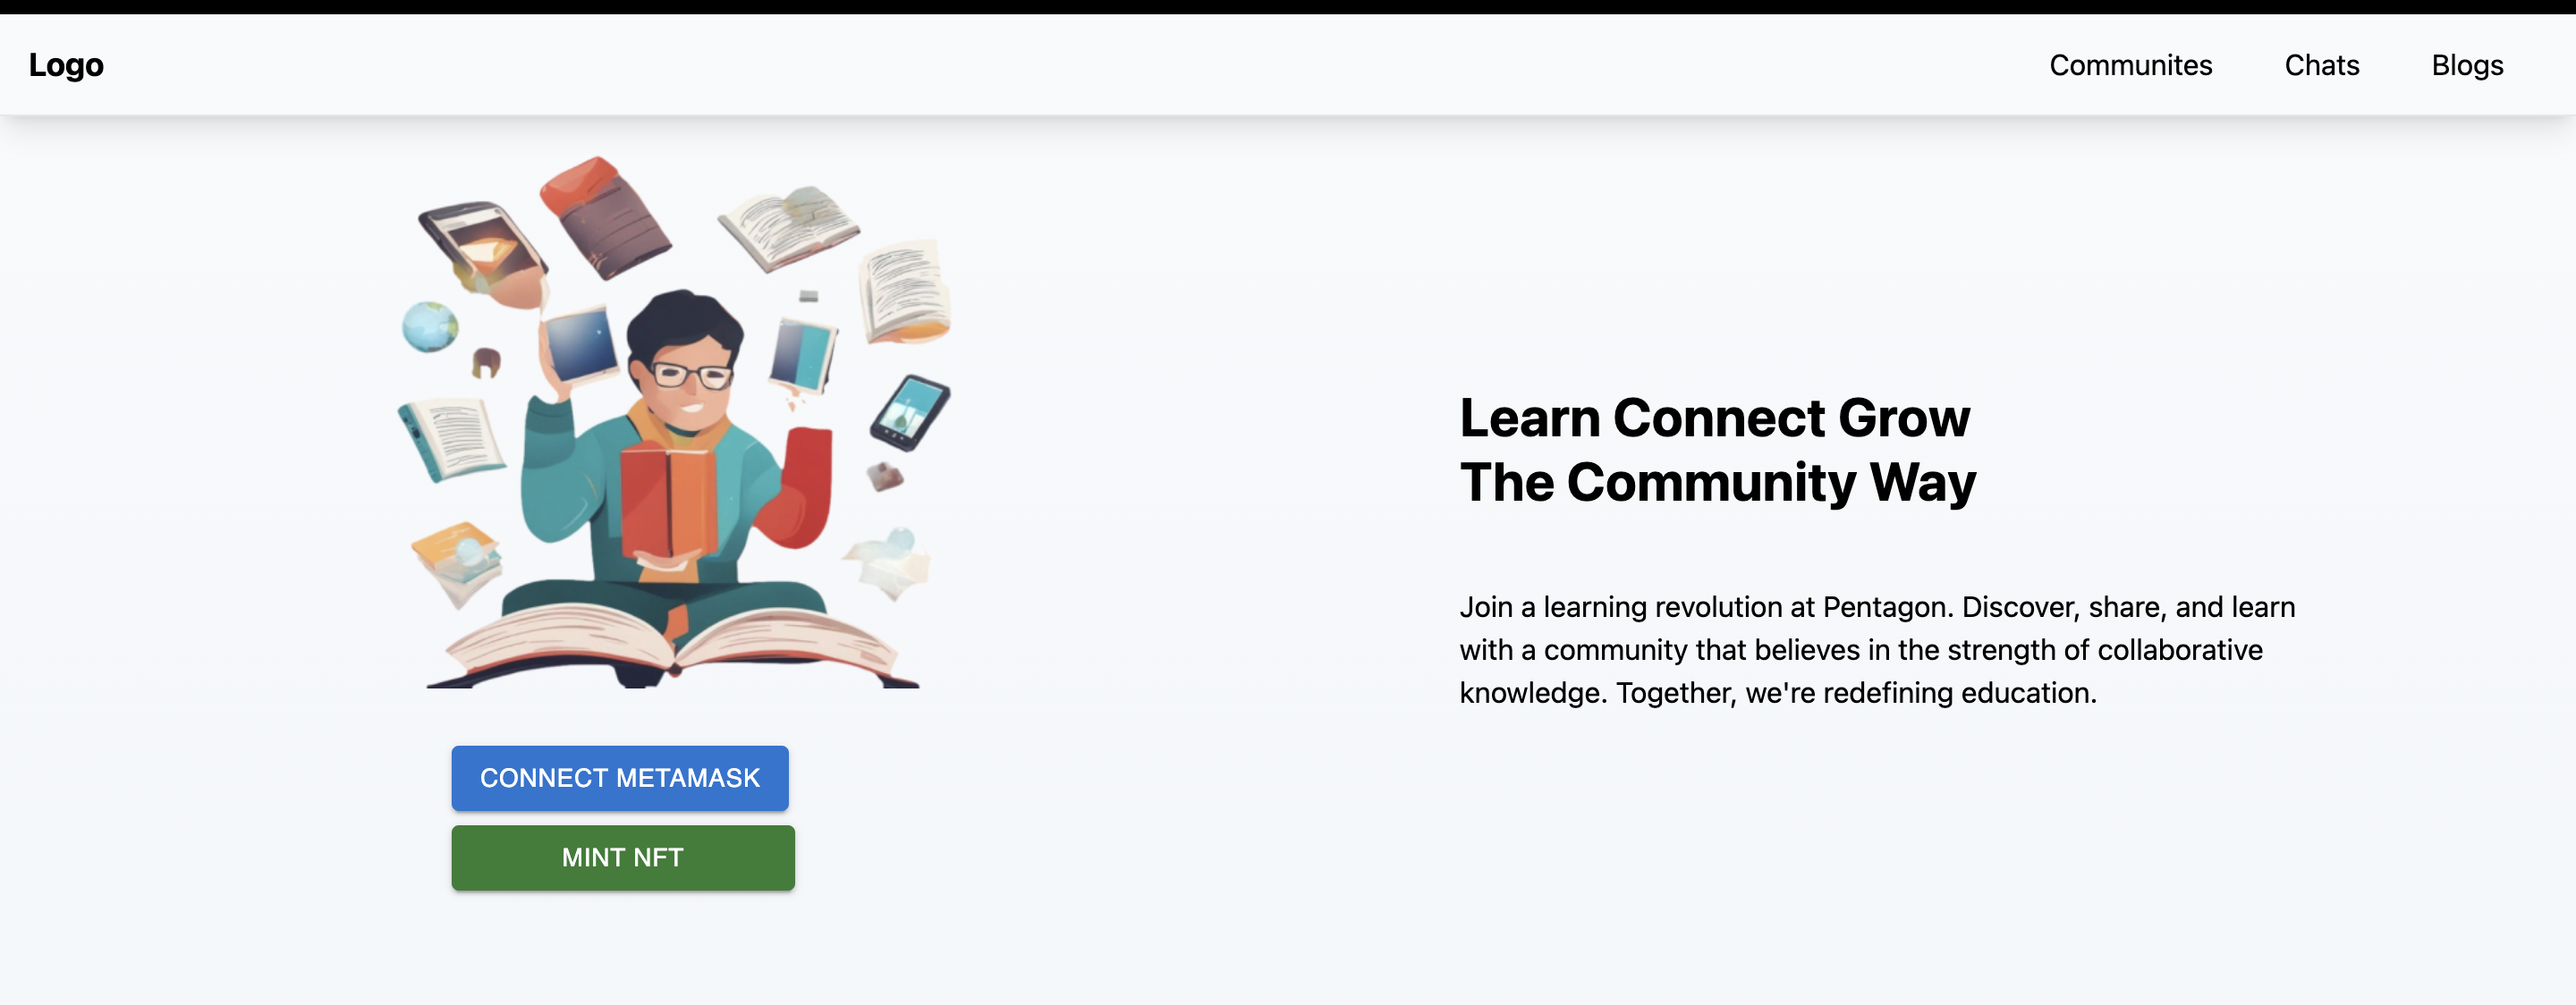 Logo
Communites
Chats
Blogs
Learn Connect Grow
The Community Way
Join a learning revolution at Pentagon. Discover, share, and learn
with a community that believes in the strength of collaborative
knowledge. Together, we're redefining education.
CONNECT METAMASK
MINT NFT